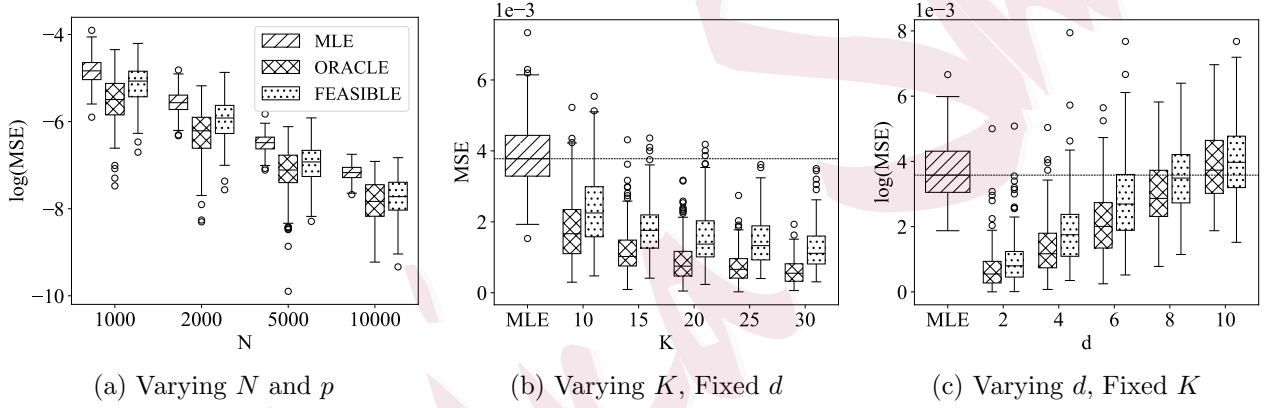 1e−3
1e−3
−4
−6
−8
−10
log(MSE)
MLE
ORACLE
FEASIBLE
1000 2000 5000 10000
N
6
4
2
0
MSE
MLE 10 15 20 25 30
K
8
6
4
2
0
log(MSE)
MLE 2 4 6 8 10
d
(a) Varying N and p
(b) Varying K, Fixed d
(c) Varying d, Fixed K